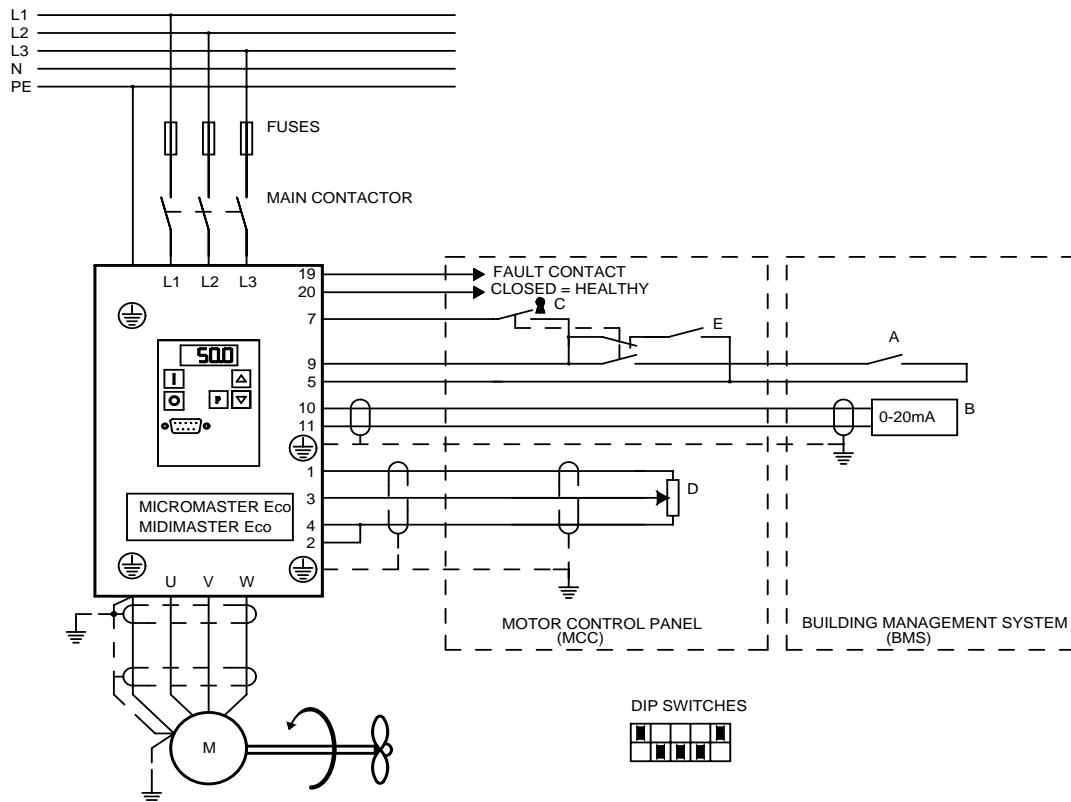 L1
L2
L3
N
PE
FUSES
MAIN CONTACTOR
L1 L2 L3
19
20
7
9
5
10
11
1
3
4
2
FAULT CONTACT
CLOSED = HEALTHY
C
E
A
0-20mA
B
D
50.0
P
MICROMASTER Eco
MIDIMASTER Eco
U V W
MOTOR CONTROL PANEL
(MCC)
BUILDING MANAGEMENT SYSTEM
(BMS)
DIP SWITCHES
M